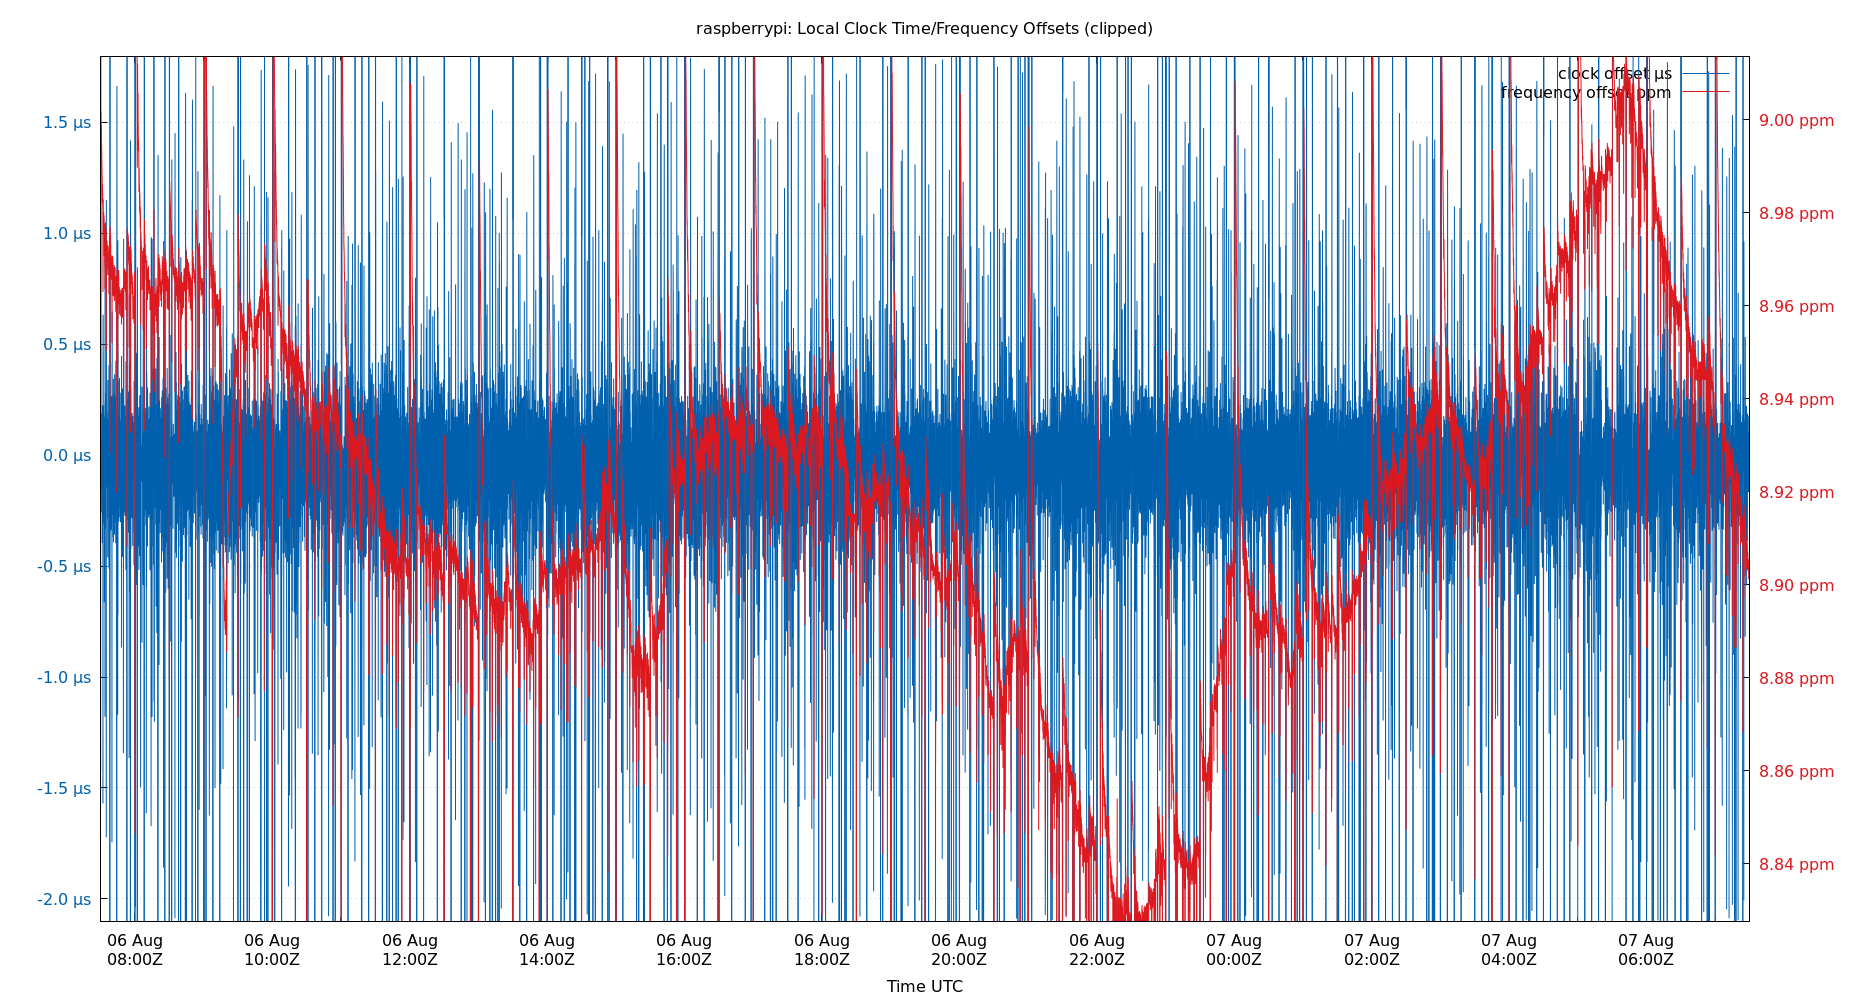 raspberrypi: Local Clock Time/Frequency Offsets (clipped)
clock offset µs
frequency offset ppm
1.5 µs
1.0 µs
0.5 µs
0.0 µs
-0.5 µs
-1.0 µs
-1.5 µs
-2.0 µs
9.00 ppm
8.98 ppm
8.96 ppm
8.94 ppm
8.92 ppm
8.90 ppm
8.88 ppm
8.86 ppm
8.84 ppm
06 Aug
08:00Z
06 Aug
10:00Z
06 Aug
12:00Z
06 Aug
14:00Z
06 Aug
16:00Z
06 Aug
18:00Z
06 Aug
20:00Z
06 Aug
22:00Z
07 Aug
00:00Z
07 Aug
02:00Z
07 Aug
04:00Z
07 Aug
06:00Z
Time UTC